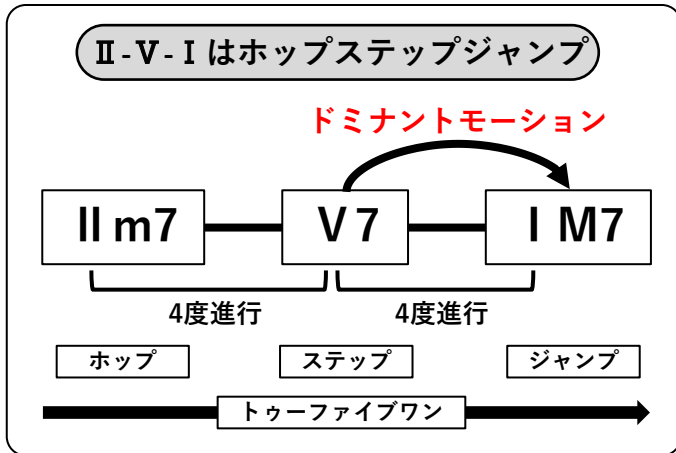 Ⅱ-Ⅴ-Ⅰはホップステップジャンプ
ドミナントモーション
Ⅱm7
Ⅴ7
ⅠM7
4度進行
4度進行
ホップ
ステップ
ジャンプ
トゥーファイブワン